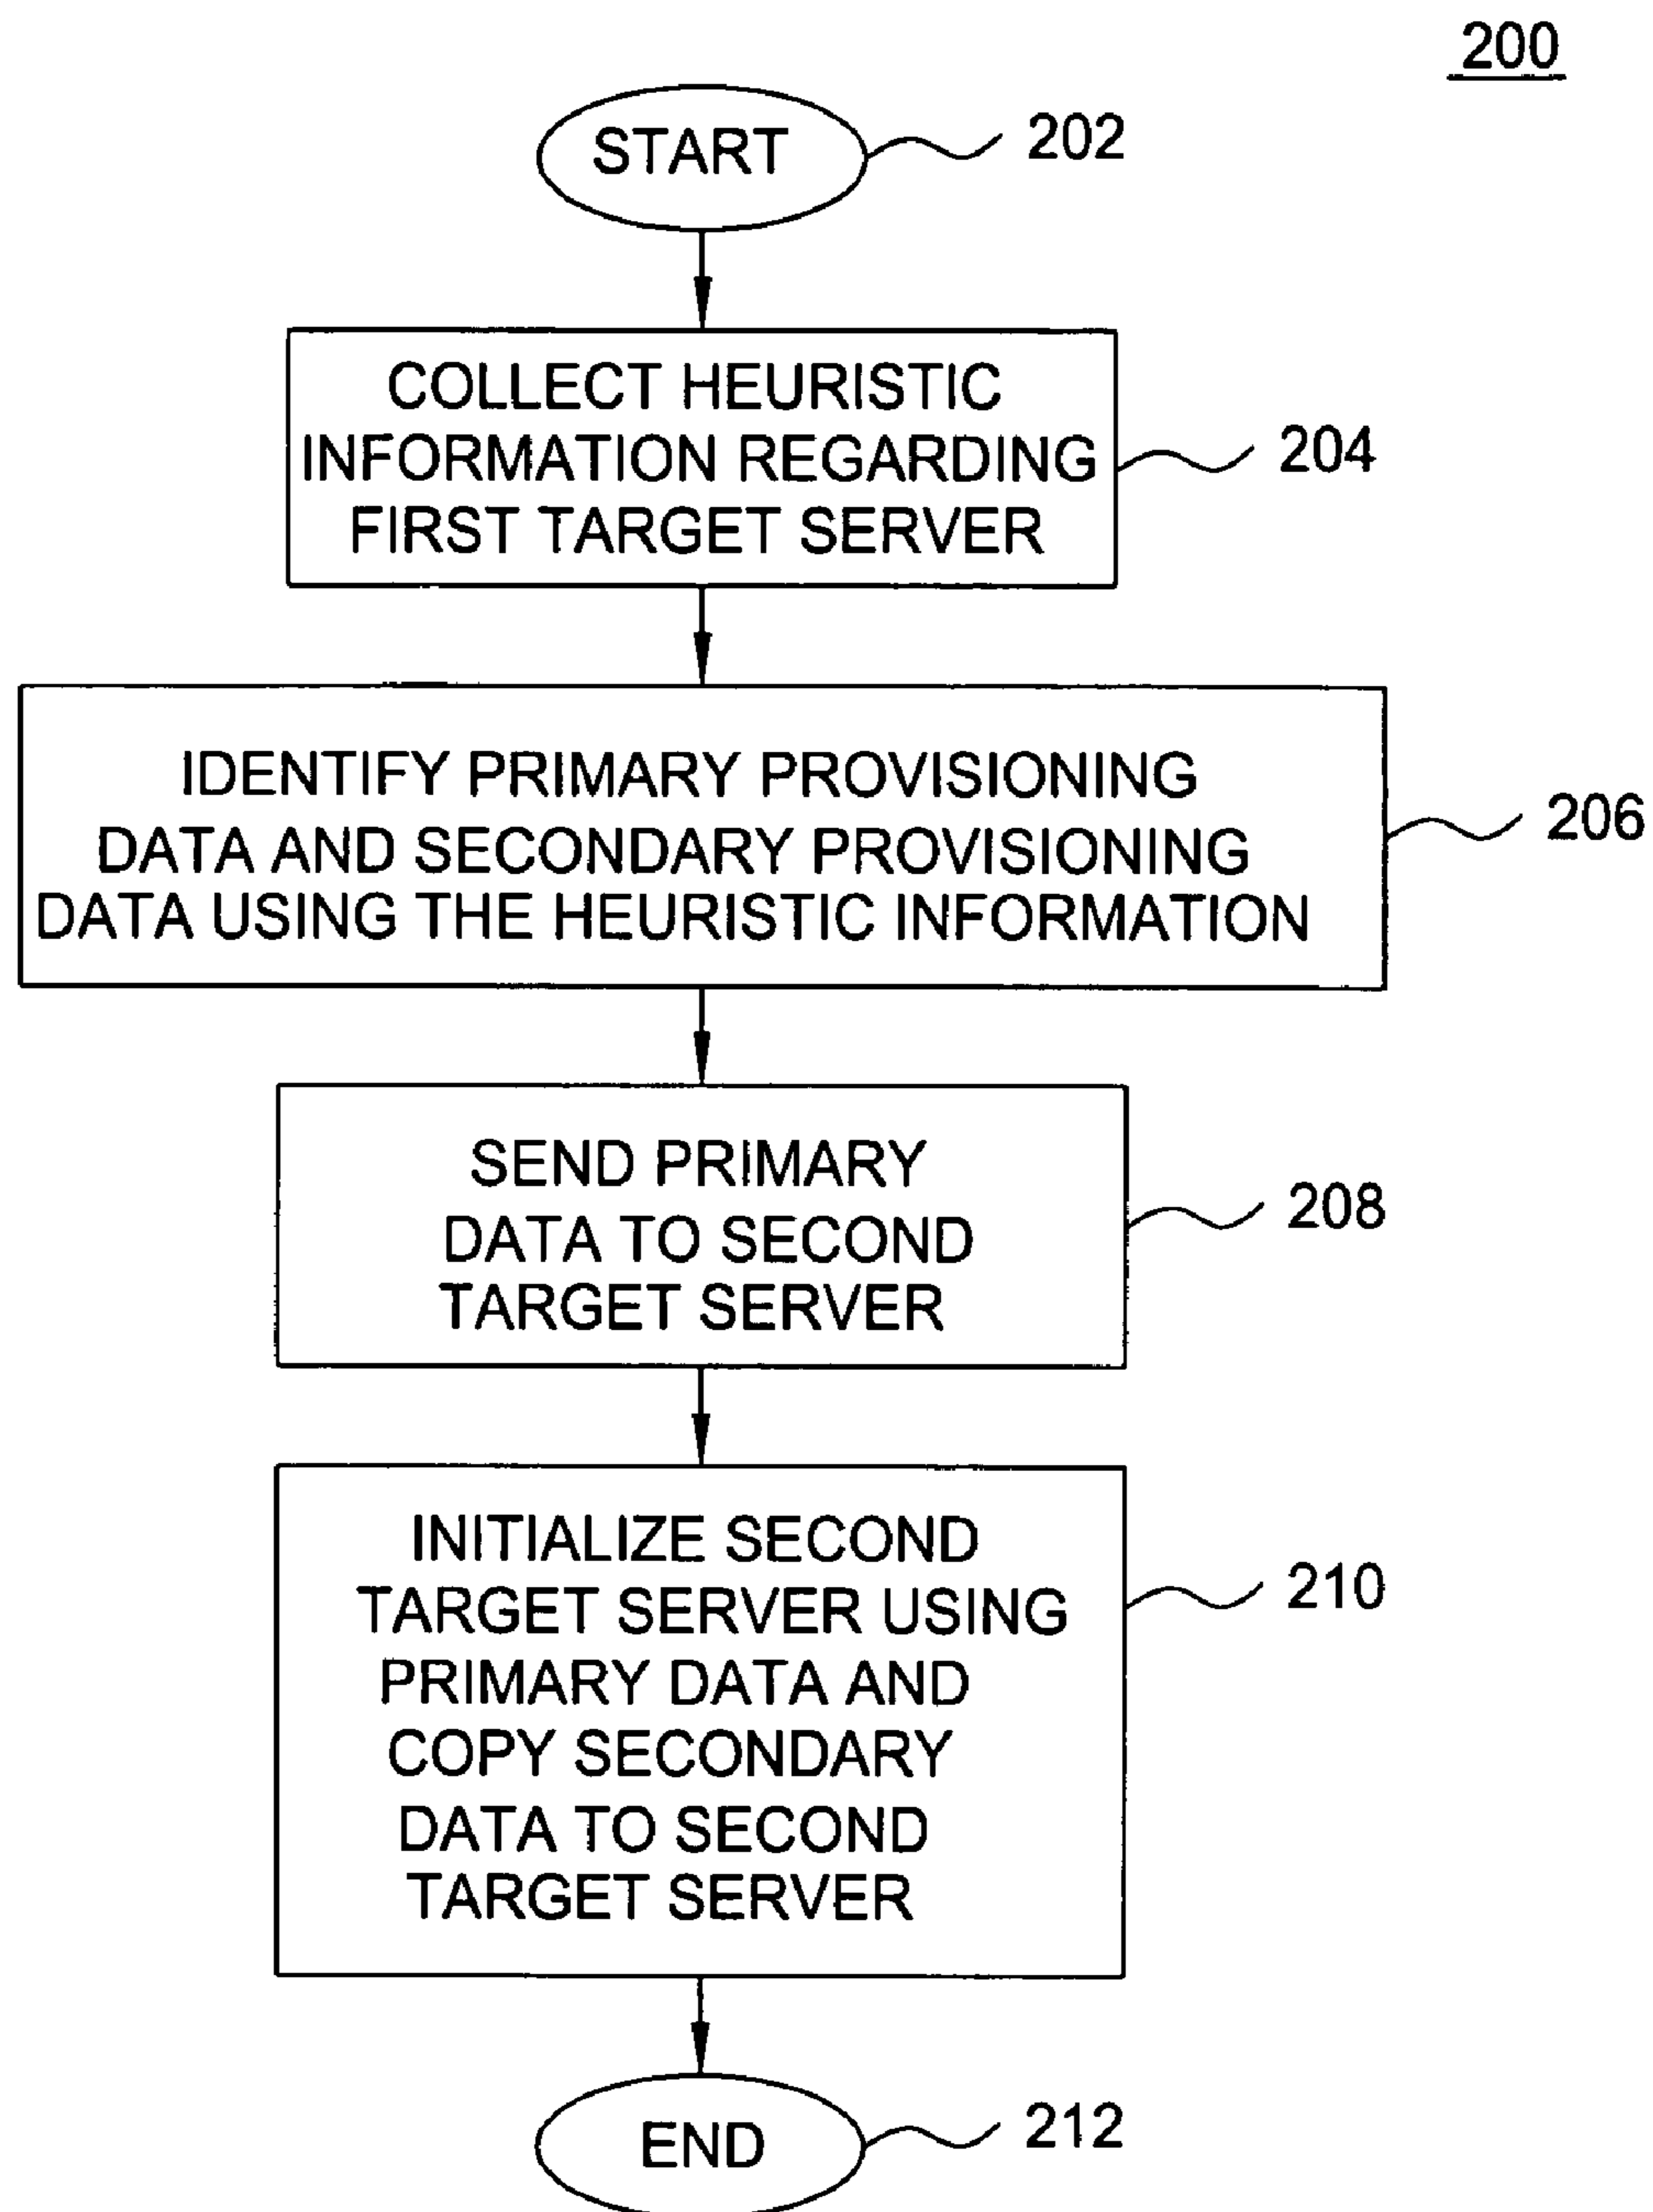 200
START
202
COLLECT HEURISTIC
INFORMATION REGARDING
FIRST TARGET SERVER
204
IDENTIFY PRIMARY PROVISIONING
DATA AND SECONDARY PROVISIONING
DATA USING THE HEURISTIC INFORMATION
206
SEND PRIMARY
DATA TO SECOND
TARGET SERVER
208
INITIALIZE SECOND
TARGET SERVER USING
PRIMARY DATA AND
COPY SECONDARY
DATA TO SECOND
TARGET SERVER
210
END
212